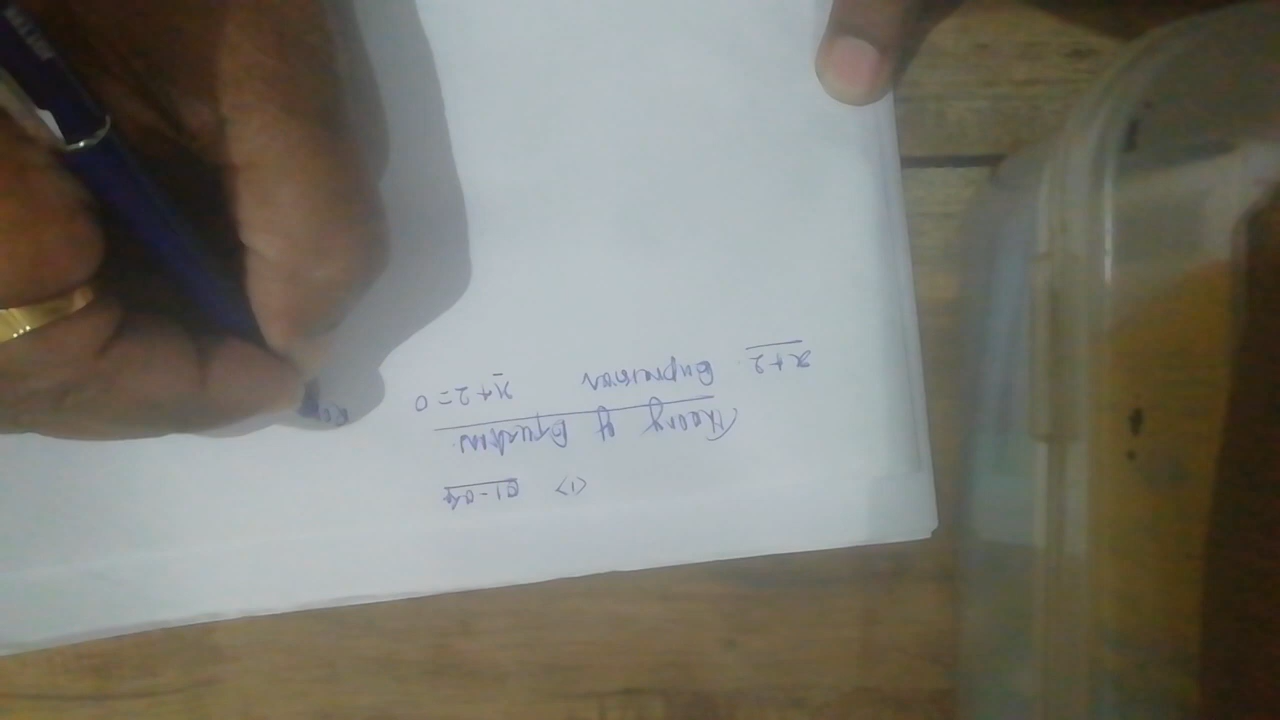 <1>
Theory of Equation.
x+2. Expression x+2=0